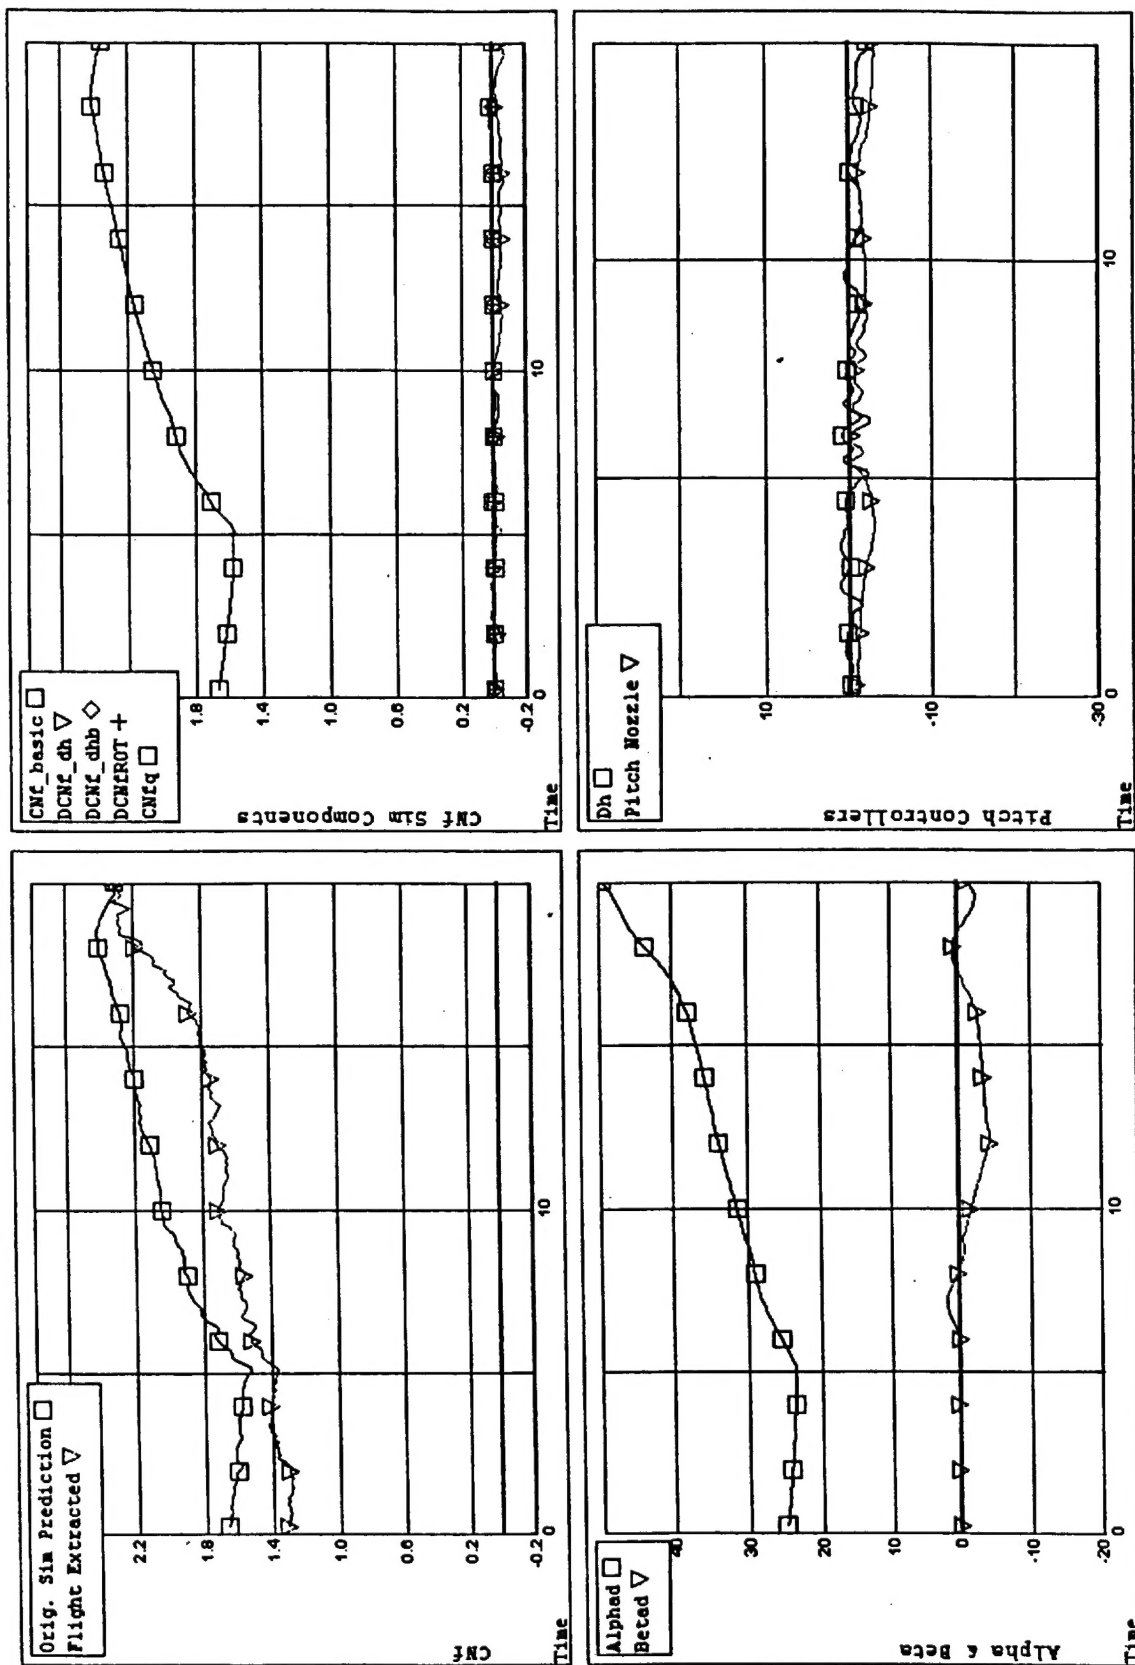 Orig. Sim Prediction
Flight Extracted
CNf
2.2
1.8
1.4
1.0
0.6
0.2
-0.2
0
10
Time
CNf_basic
DCNf_dh
DCNf_dhb
DCNfROT
CNfq
CNf Sim Components
1.8
1.4
1.0
0.6
0.2
-0.2
0
10
Time
Alphad
Betad
Alpha & Beta
40
30
20
10
0
-10
-20
0
10
Time
Dh
Pitch Nozzle
Pitch Controllers
10
-10
-30
0
10
Time